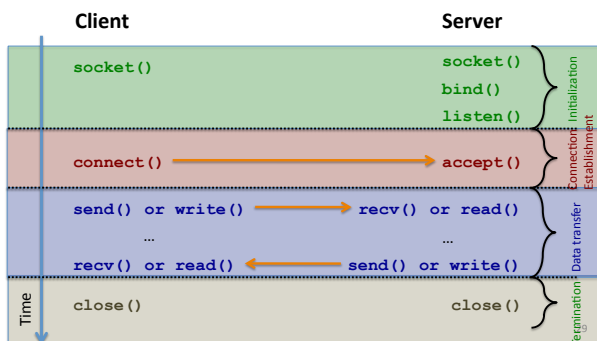 Client
Server
socket()
socket()
bind()
listen()
Initialization
connect()
accept()
Connection
Establishment
send() or write()
recv() or read()
…
…
recv() or read()
send() or write()
Data transfer
Time
close()
close()
Termination
9